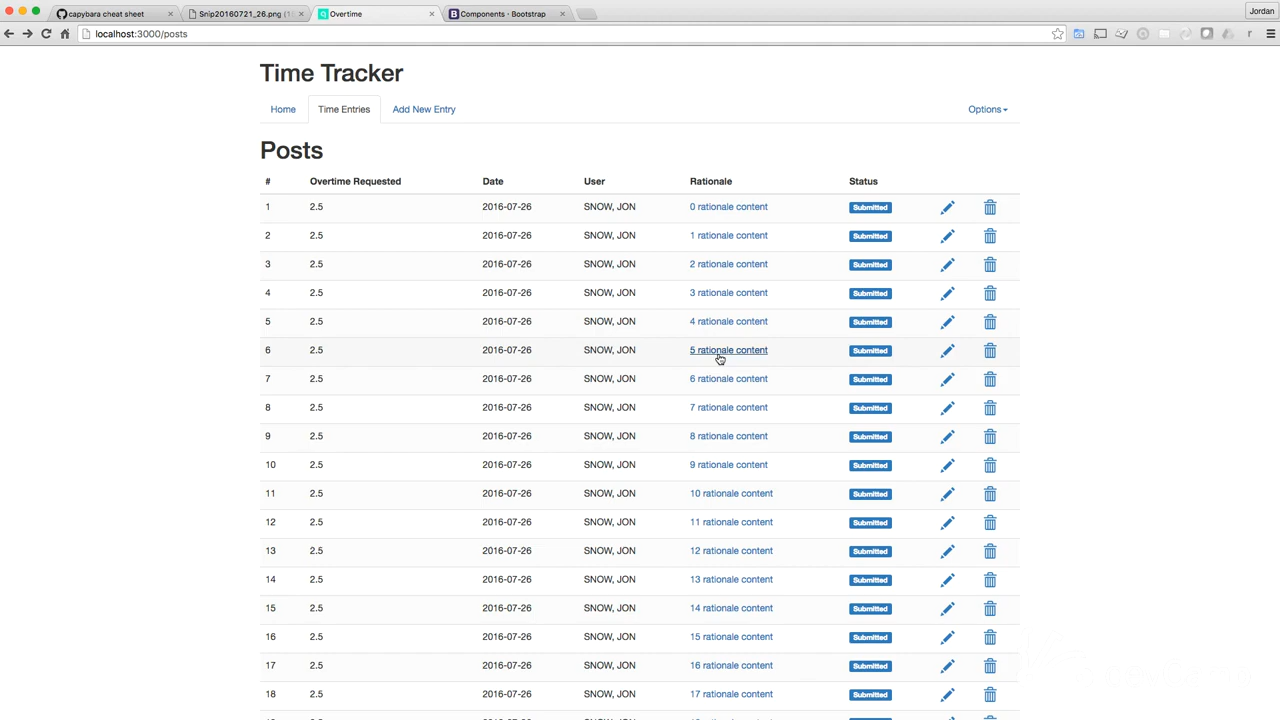 capybara cheat sheet
Snip20160721_26.png (1
Overtime
Components · Bootstrap
Jordan
localhost:3000/posts
Time Tracker
Home Time Entries Add New Entry Options
Posts
# Overtime Requested Date User Rationale Status
1 2.5 2016-07-26 SNOW, JON 0 rationale content Submitted
2 2.5 2016-07-26 SNOW, JON 1 rationale content Submitted
3 2.5 2016-07-26 SNOW, JON 2 rationale content Submitted
4 2.5 2016-07-26 SNOW, JON 3 rationale content Submitted
5 2.5 2016-07-26 SNOW, JON 4 rationale content Submitted
6 2.5 2016-07-26 SNOW, JON 5 rationale content Submitted
7 2.5 2016-07-26 SNOW, JON 6 rationale content Submitted
8 2.5 2016-07-26 SNOW, JON 7 rationale content Submitted
9 2.5 2016-07-26 SNOW, JON 8 rationale content Submitted
10 2.5 2016-07-26 SNOW, JON 9 rationale content Submitted
11 2.5 2016-07-26 SNOW, JON 10 rationale content Submitted
12 2.5 2016-07-26 SNOW, JON 11 rationale content Submitted
13 2.5 2016-07-26 SNOW, JON 12 rationale content Submitted
14 2.5 2016-07-26 SNOW, JON 13 rationale content Submitted
15 2.5 2016-07-26 SNOW, JON 14 rationale content Submitted
16 2.5 2016-07-26 SNOW, JON 15 rationale content Submitted
17 2.5 2016-07-26 SNOW, JON 16 rationale content Submitted
18 2.5 2016-07-26 SNOW, JON 17 rationale content Submitted